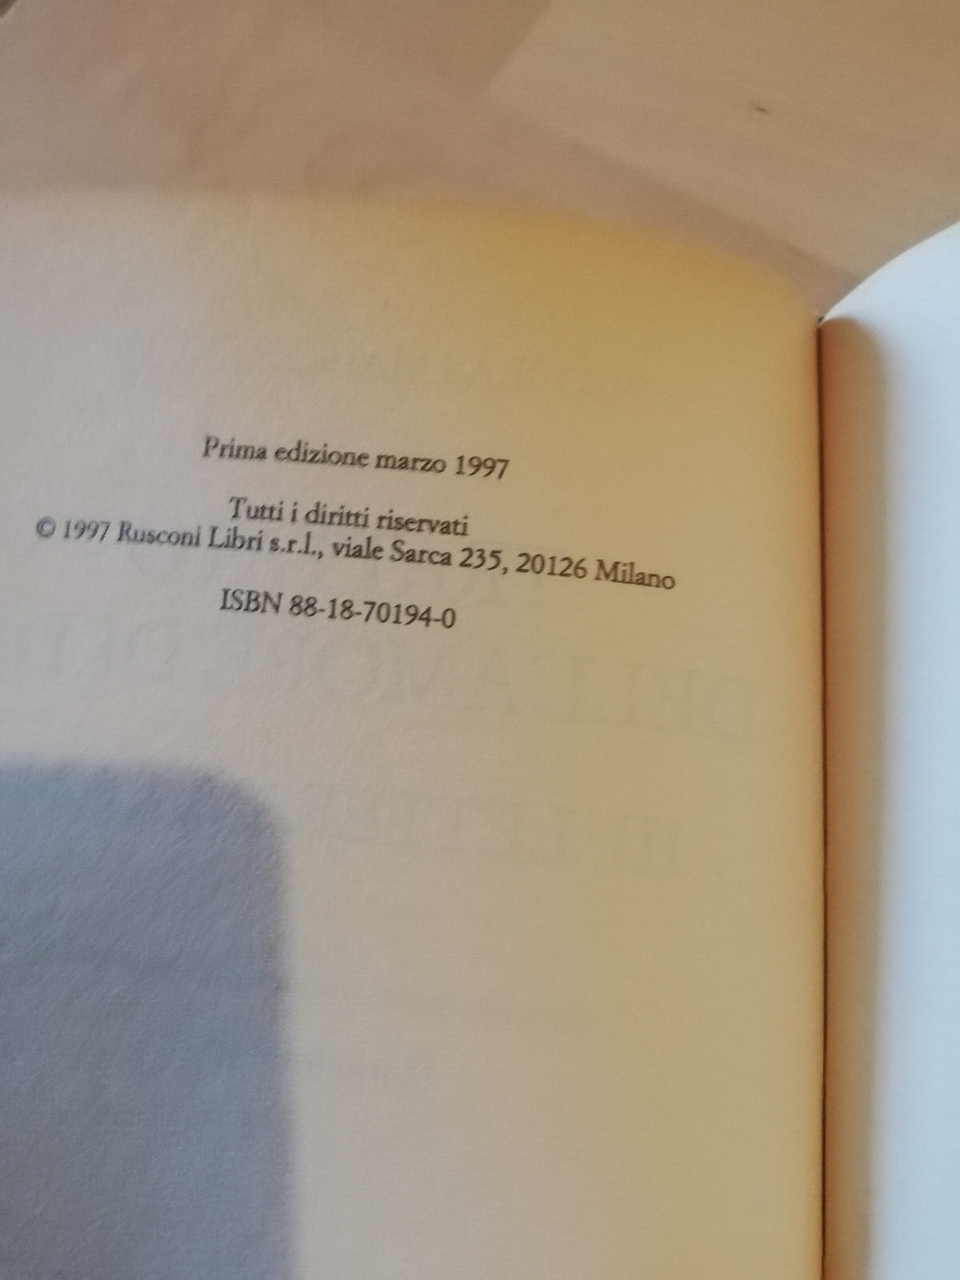 Prima edizione marzo 1997
Tutti i diritti riservati
© 1997 Rusconi Libri s.r.l., viale Sarca 235, 20126 Milano
ISBN 88-18-70194-0